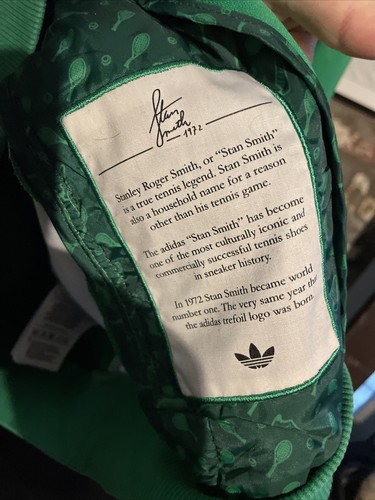 Stan
Smith
1972
Stanley Roger Smith, or “Stan Smith”
is a true tennis legend. Stan Smith is
also a household name for a reason
other than his tennis game.
The adidas “Stan Smith” has become
one of the most culturally iconic and
commercially successful tennis shoes
in sneaker history.
In 1972 Stan Smith became world
number one. The very same year
the adidas trefoil logo was born.